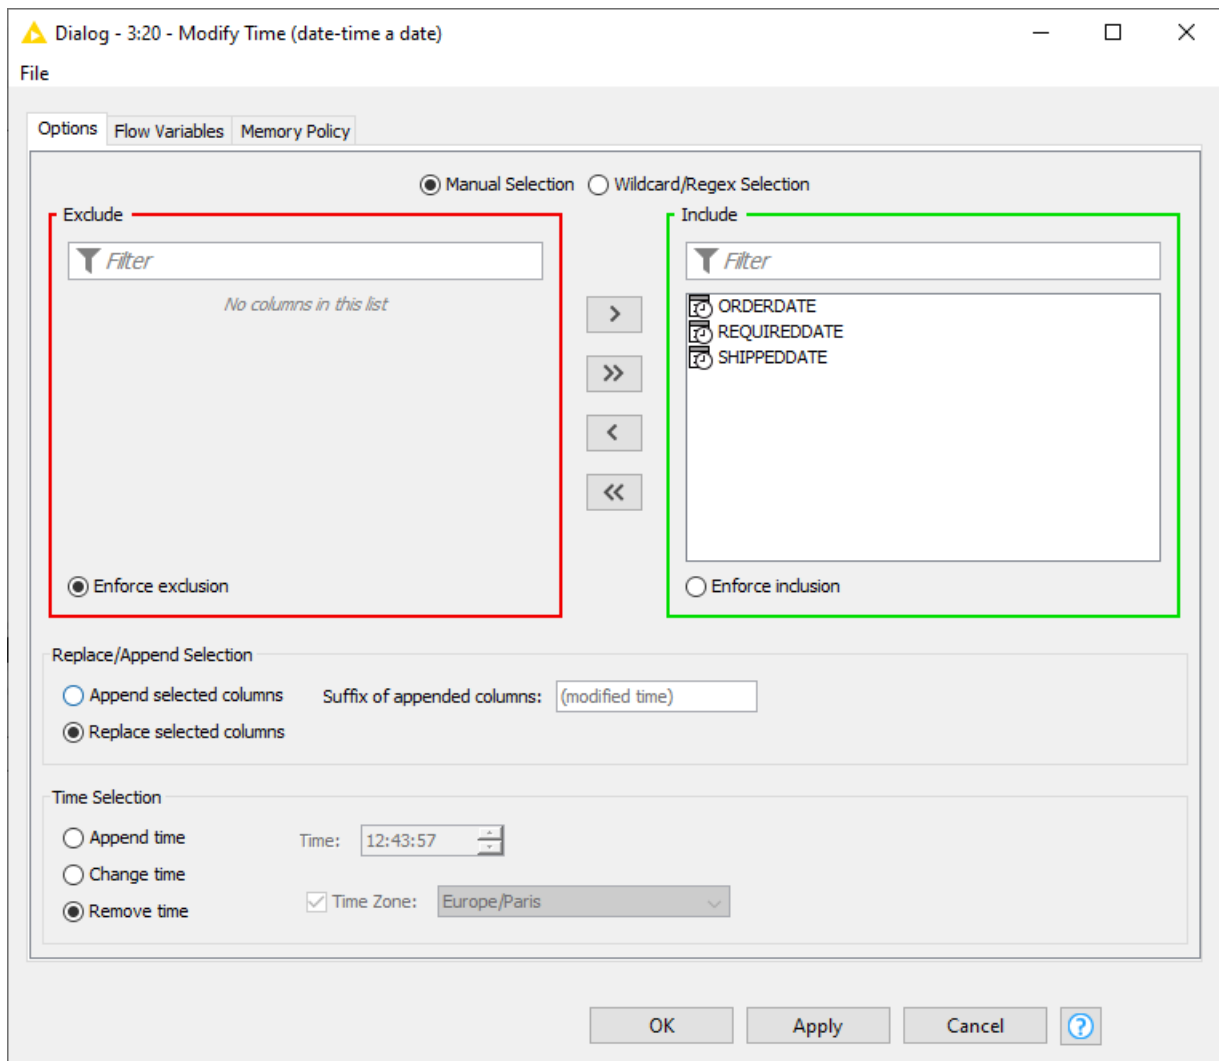 Dialog - 3:20 - Modify Time (date-time a date)
File
Options Flow Variables Memory Policy
Manual Selection Wildcard/Regex Selection
Exclude Include
Filter Filter
No columns in this list
ORDERDATE
REQUIREDDATE
SHIPPEDDATE
>
>>
<
<<
Enforce exclusion Enforce inclusion
Replace/Append Selection
Append selected columns Suffix of appended columns: (modified time)
Replace selected columns
Time Selection
Append time Time: 12:43:57
Change time
Time Zone: Europe/Paris
Remove time
OK Apply Cancel ?